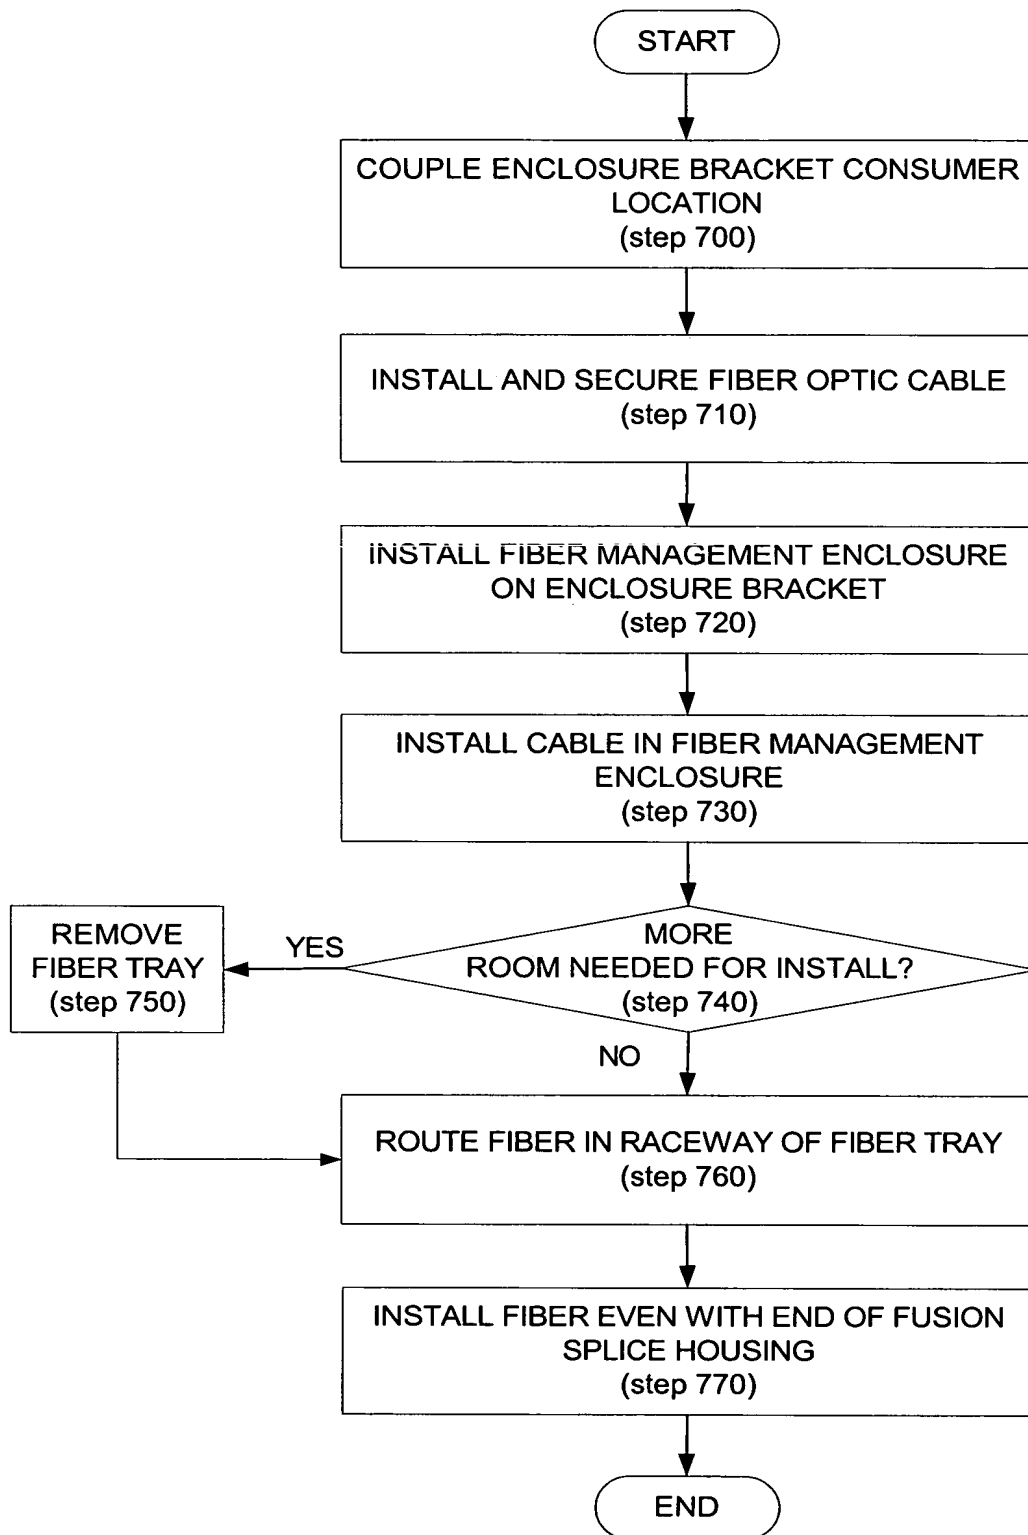 START
COUPLE ENCLOSURE BRACKET CONSUMER
LOCATION
(step 700)
INSTALL AND SECURE FIBER OPTIC CABLE
(step 710)
INSTALL FIBER MANAGEMENT ENCLOSURE
ON ENCLOSURE BRACKET
(step 720)
INSTALL CABLE IN FIBER MANAGEMENT
ENCLOSURE
(step 730)
MORE
ROOM NEEDED FOR INSTALL?
(step 740)
YES
REMOVE
FIBER TRAY
(step 750)
NO
ROUTE FIBER IN RACEWAY OF FIBER TRAY
(step 760)
INSTALL FIBER EVEN WITH END OF FUSION
SPLICE HOUSING
(step 770)
END